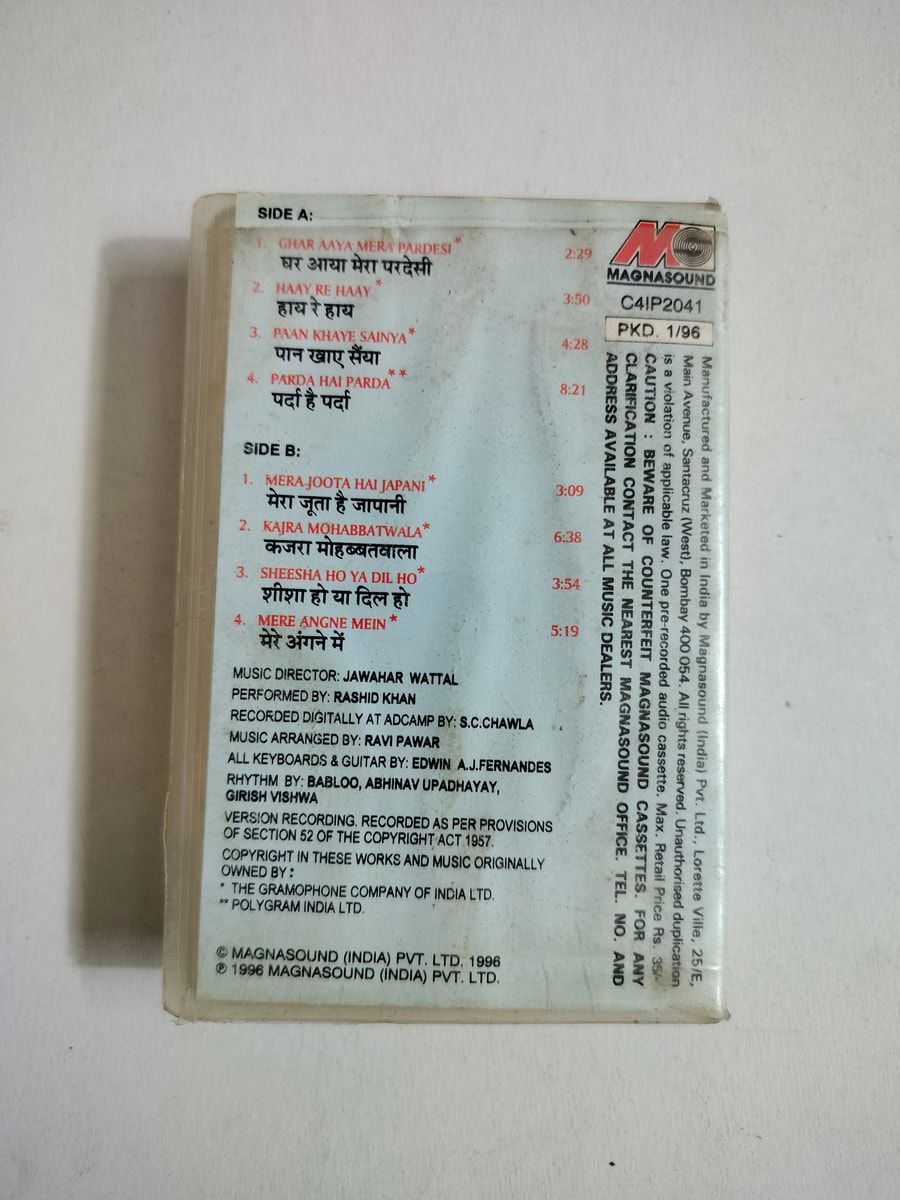 SIDE A:
1. GHAR AAYA MERA PARDESI* 2:29
घर आया मेरा परदेसी
2. HAAY RE HAAY* 3:50
हाय रे हाय
3. PAAN KHAYE SAINYA* 4:28
पान खाए सैंया
4. PARDA HAI PARDA** 8:21
पर्दा है पर्दा
SIDE B:
1. MERA JOOTA HAI JAPANI* 3:09
मेरा जूता है जापानी
2. KAJRA MOHABBATWALA* 6:38
कजरा मोहब्बतवाला
3. SHEESHA HO YA DIL HO* 3:54
शीशा हो या दिल हो
4. MERE ANGNE MEIN* 5:19
मेरे अंगने में
MUSIC DIRECTOR: JAWAHAR WATTAL
PERFORMED BY: RASHID KHAN
RECORDED DIGITALLY AT ADCAMP BY: S.C.CHAWLA
MUSIC ARRANGED BY: RAVI PAWAR
ALL KEYBOARDS & GUITAR BY: EDWIN A.J.FERNANDES
RHYTHM BY: BABLOO, ABHINAV UPADHAYAY,
GIRISH VISHWA
VERSION RECORDING. RECORDED AS PER PROVISIONS
OF SECTION 52 OF THE COPYRIGHT ACT 1957.
COPYRIGHT IN THESE WORKS AND MUSIC ORIGINALLY
OWNED BY:
* THE GRAMOPHONE COMPANY OF INDIA LTD.
** POLYGRAM INDIA LTD.
© MAGNASOUND (INDIA) PVT. LTD. 1996
℗ 1996 MAGNASOUND (INDIA) PVT. LTD.
MAGNASOUND
C4IP2041
PKD. 1/96
Manufactured and Marketed in India by Magnasound (India) Pvt. Ltd., Lorette Ville, 25/E,
Main Avenue, Santacruz (West), Bombay 400 054. All rights reserved. Unauthorised duplication
is a violation of applicable law. One pre-recorded audio cassette. Max. Retail Price Rs. 35/-
CAUTION : BEWARE OF COUNTERFEIT MAGNASOUND CASSETTES. FOR ANY
CLARIFICATION CONTACT THE NEAREST MAGNASOUND OFFICE. TEL. NO. AND
ADDRESS AVAILABLE AT ALL MUSIC DEALERS.